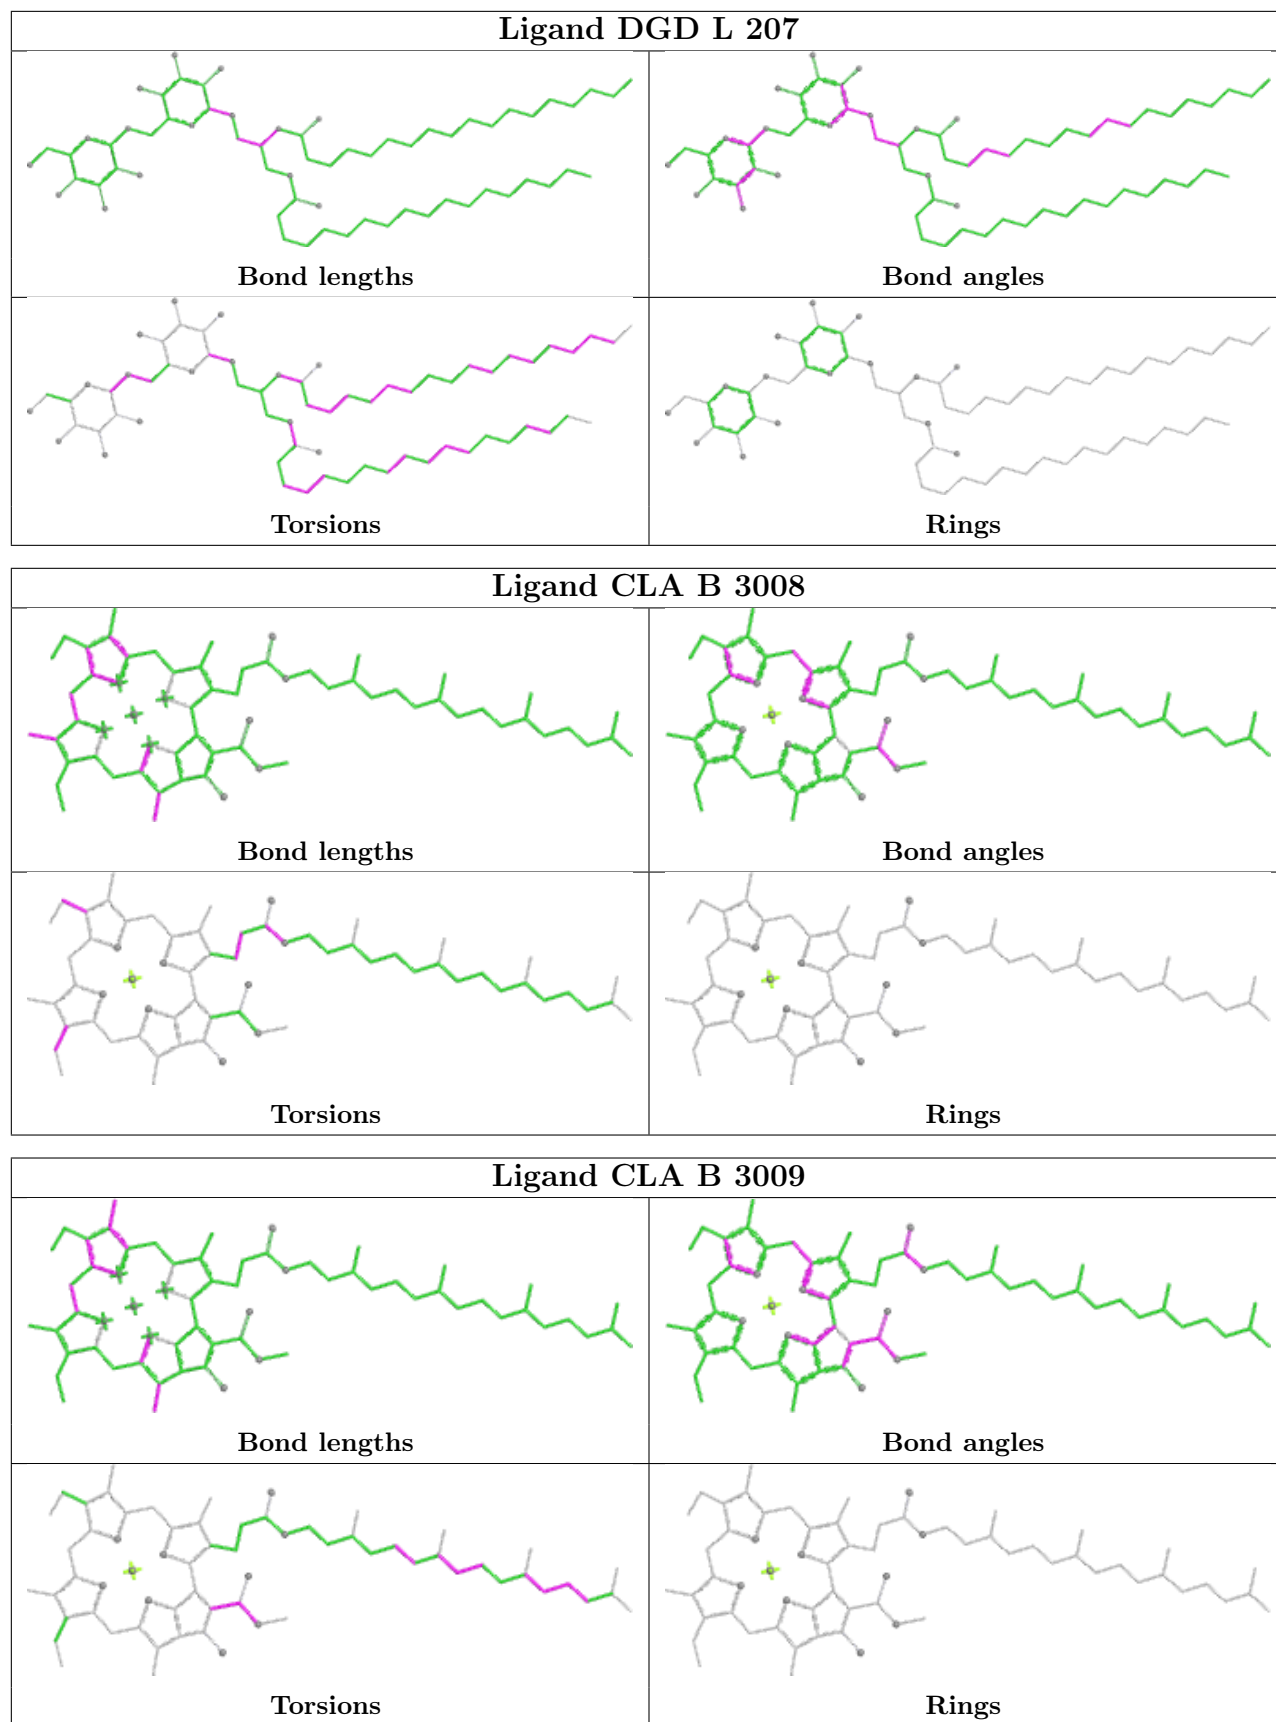 Ligand DGD L 207
Bond lengths
Bond angles
Torsions
Rings
Ligand CLA B 3008
Bond lengths
Bond angles
Torsions
Rings
Ligand CLA B 3009
Bond lengths
Bond angles
Torsions
Rings